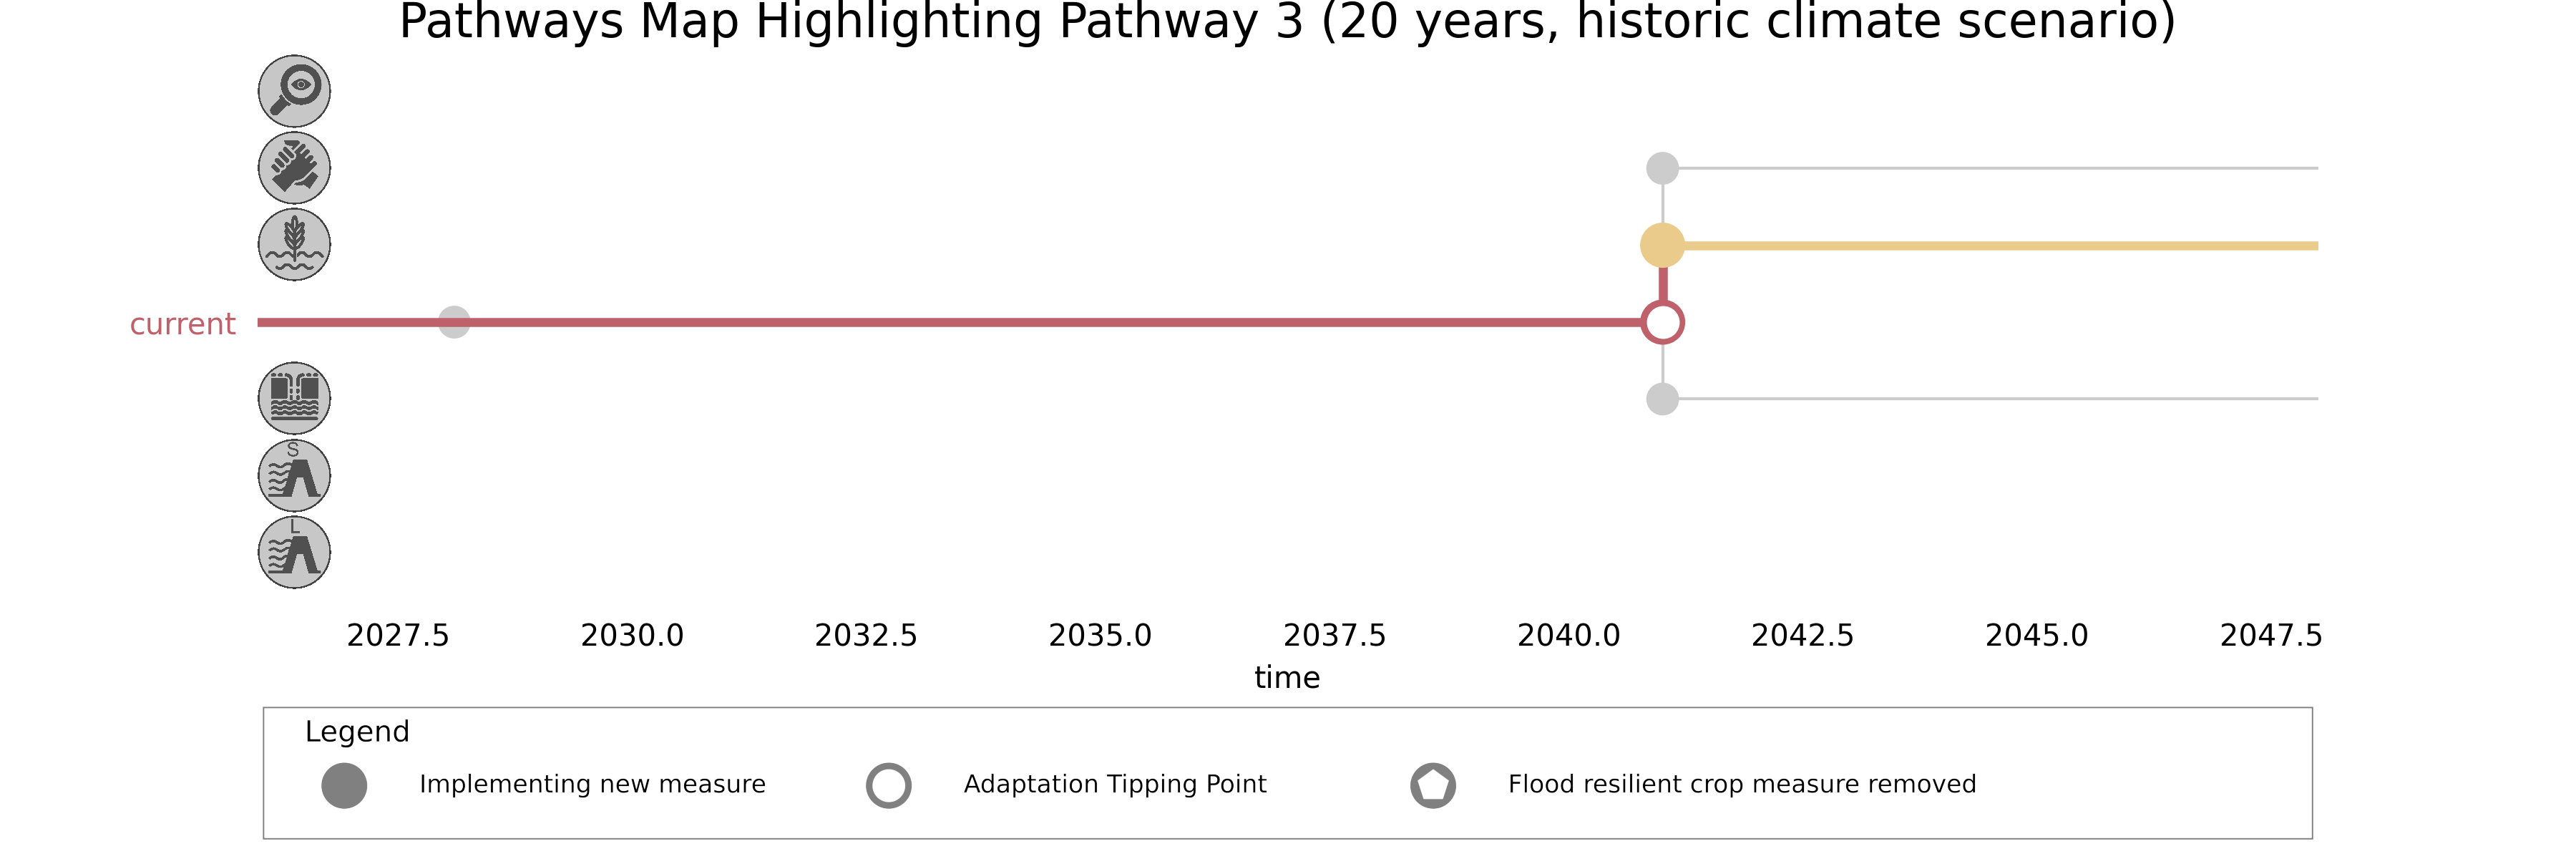 Pathways Map Highlighting Pathway 3 (20 years, historic climate scenario)
current
S
L
2027.5 2030.0 2032.5 2035.0 2037.5 2040.0 2042.5 2045.0 2047.5
time
Legend
Implementing new measure Adaptation Tipping Point Flood resilient crop measure removed